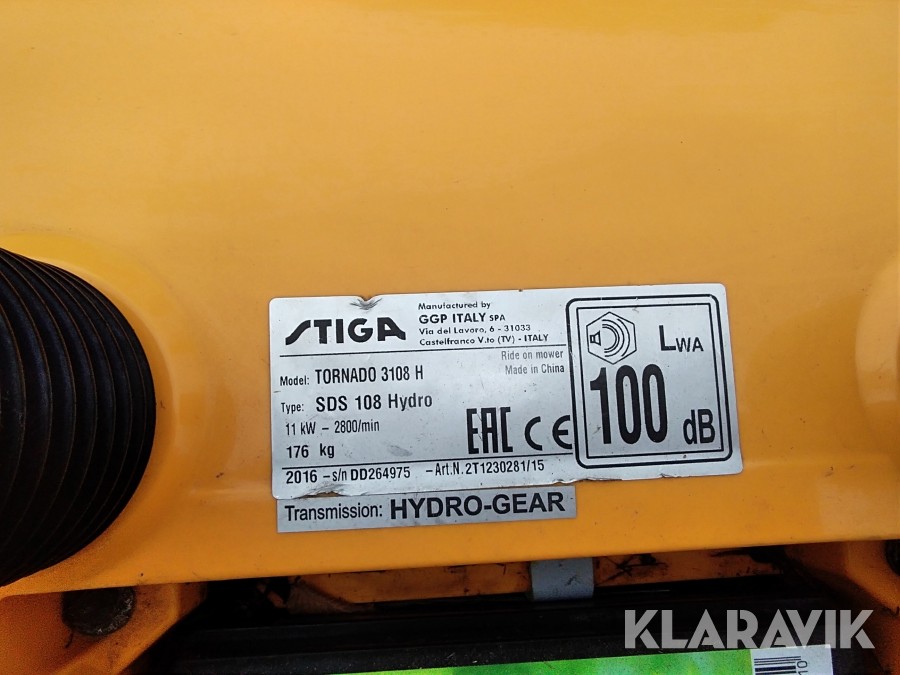 STIGA
Manufactured by
GGP ITALY SPA
Via del Lavoro, 6 - 31033
Castelfranco V.to (TV) - ITALY
Ride on mower
Made in China
Model: TORNADO 3108 H
Type: SDS 108 Hydro
11 kW - 2800/min
176 kg
2016 - s/n DD264975 - Art.N. 2T1230281/15
EAC CE
LWA
100 dB
Transmission: HYDRO-GEAR
KLARAVIK
10